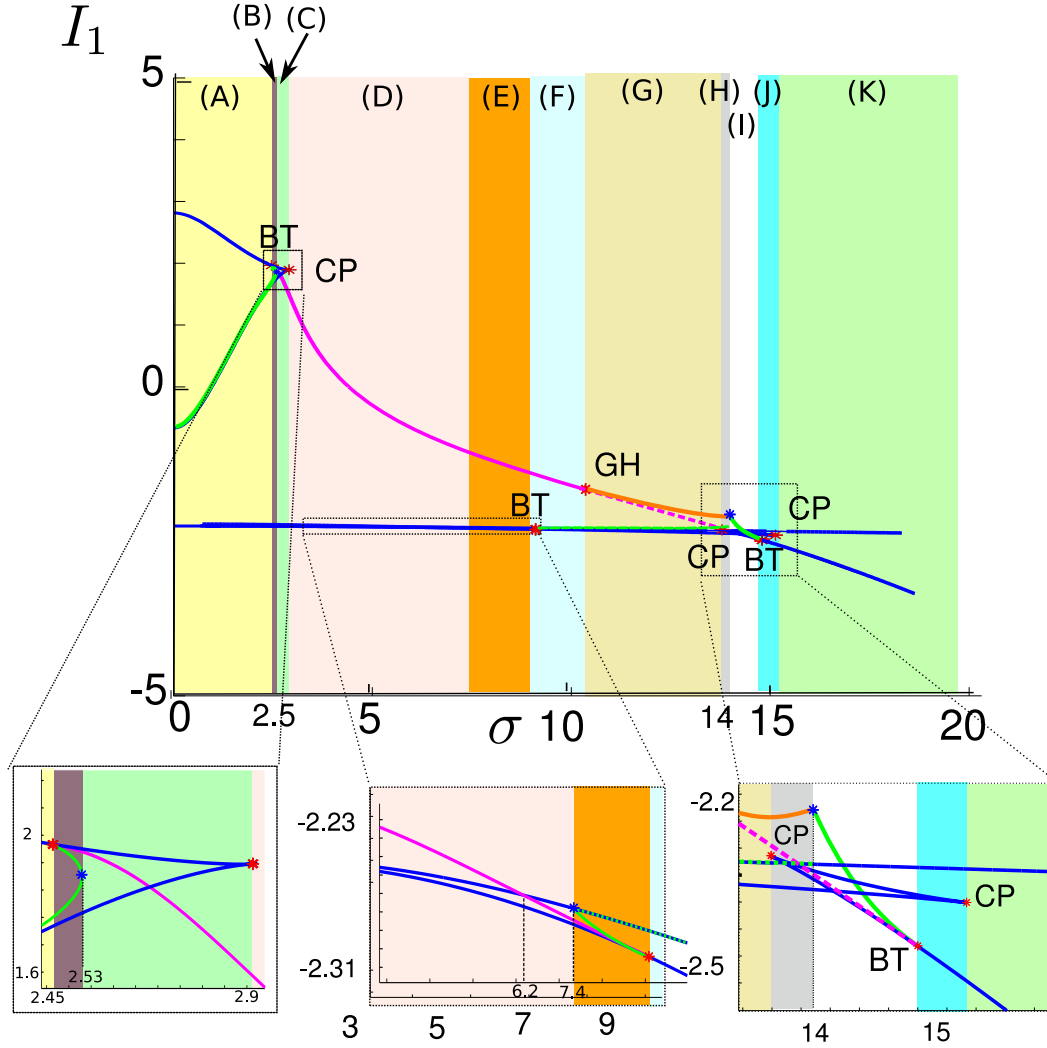 I₁
(B)
(C)
5
(A)
(D)
(E)
(F)
(G)
(H)
(J)
(K)
(I)
BT
CP
0
GH
BT
CP
CP
BT
-5
0
2.5
5
σ
10
14
15
20
2
1.6
2.45
2.53
2.9
-2.23
-2.31
6.2
7.4
3
5
7
9
-2.2
CP
CP
BT
-2.5
14
15